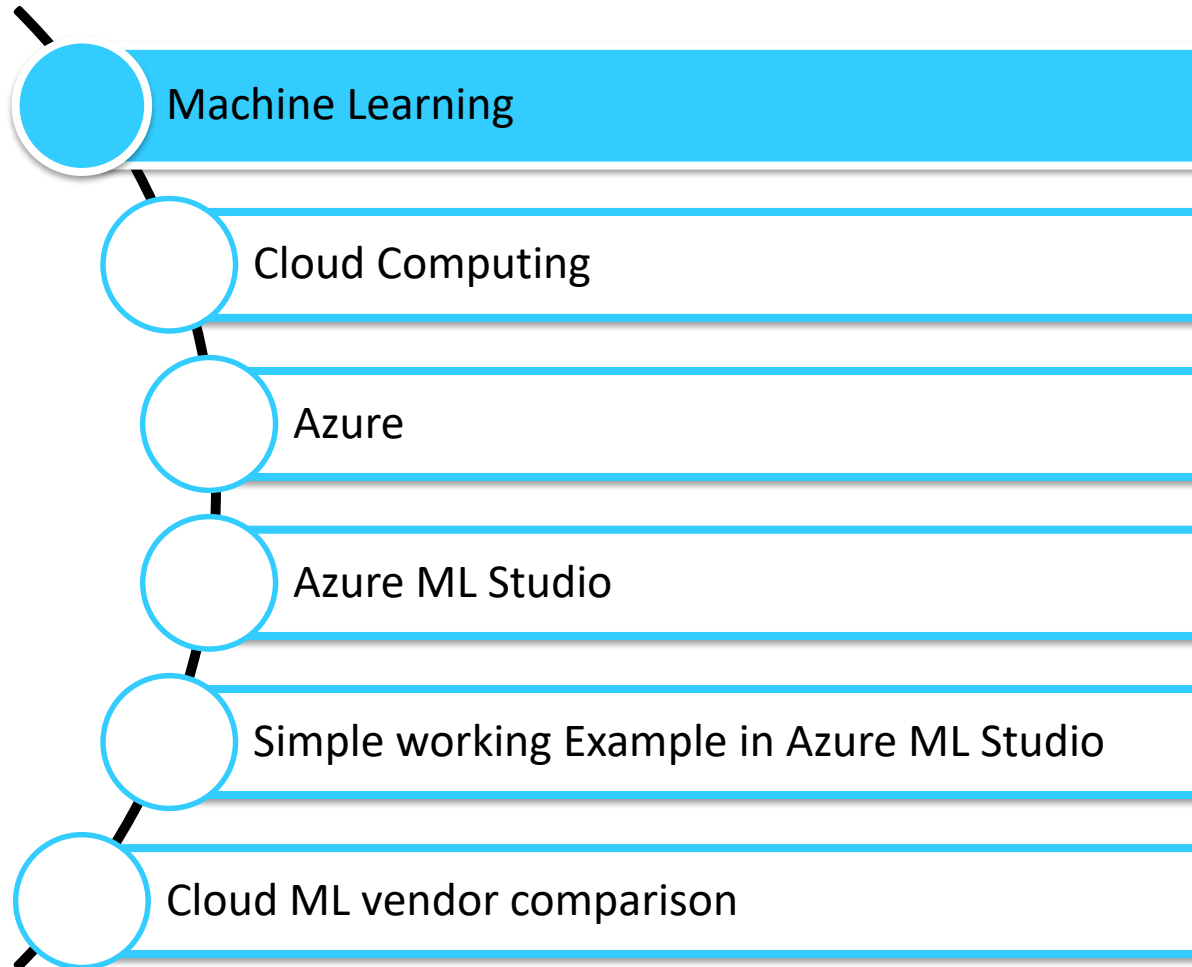 Machine Learning
Cloud Computing
Azure
Azure ML Studio
Simple working Example in Azure ML Studio
Cloud ML vendor comparison